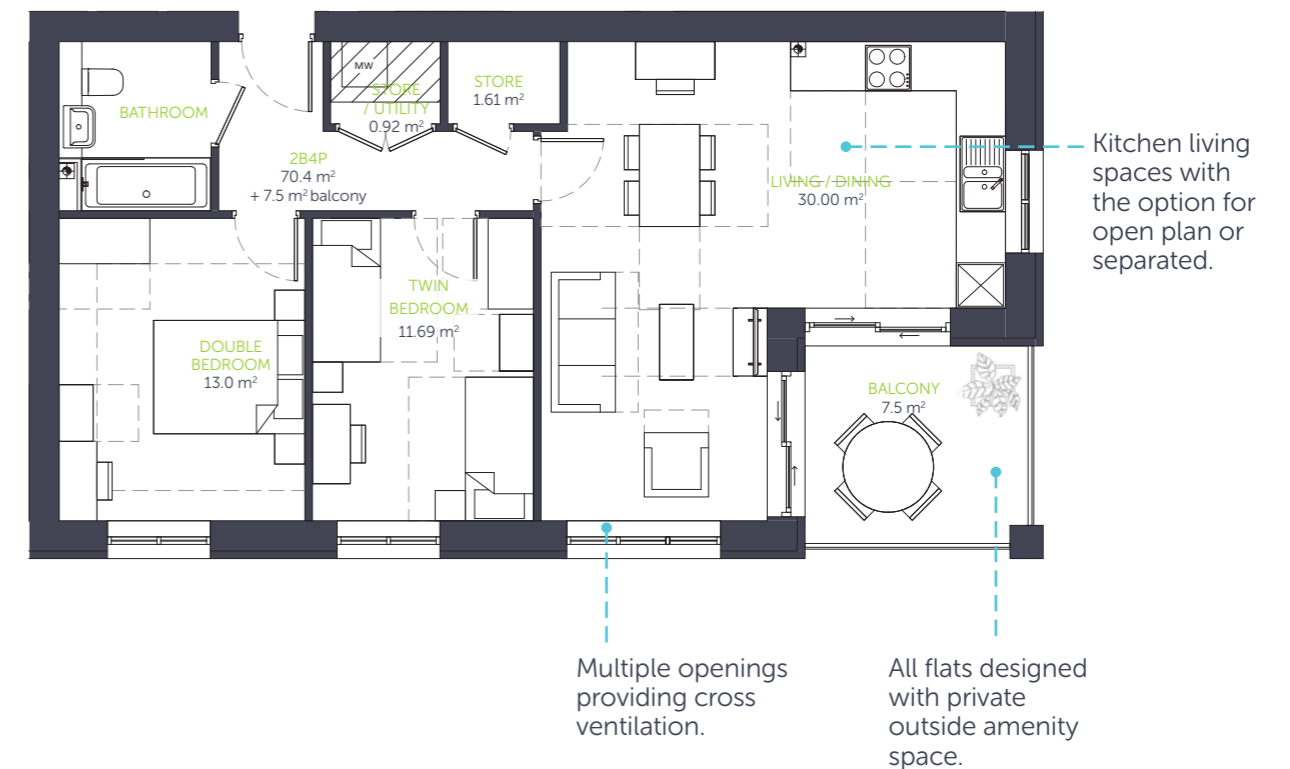 BATHROOM
MW
STORE
/ UTILITY
0.92 m²
STORE
1.61 m²
2B4P
70.4 m²
+ 7.5 m² balcony
LIVING / DINING
30.00 m²
Kitchen living
spaces with
the option for
open plan or
separated.
DOUBLE
BEDROOM
13.0 m²
TWIN
BEDROOM
11.69 m²
BALCONY
7.5 m²
Multiple openings
providing cross
ventilation.
All flats designed
with private
outside amenity
space.